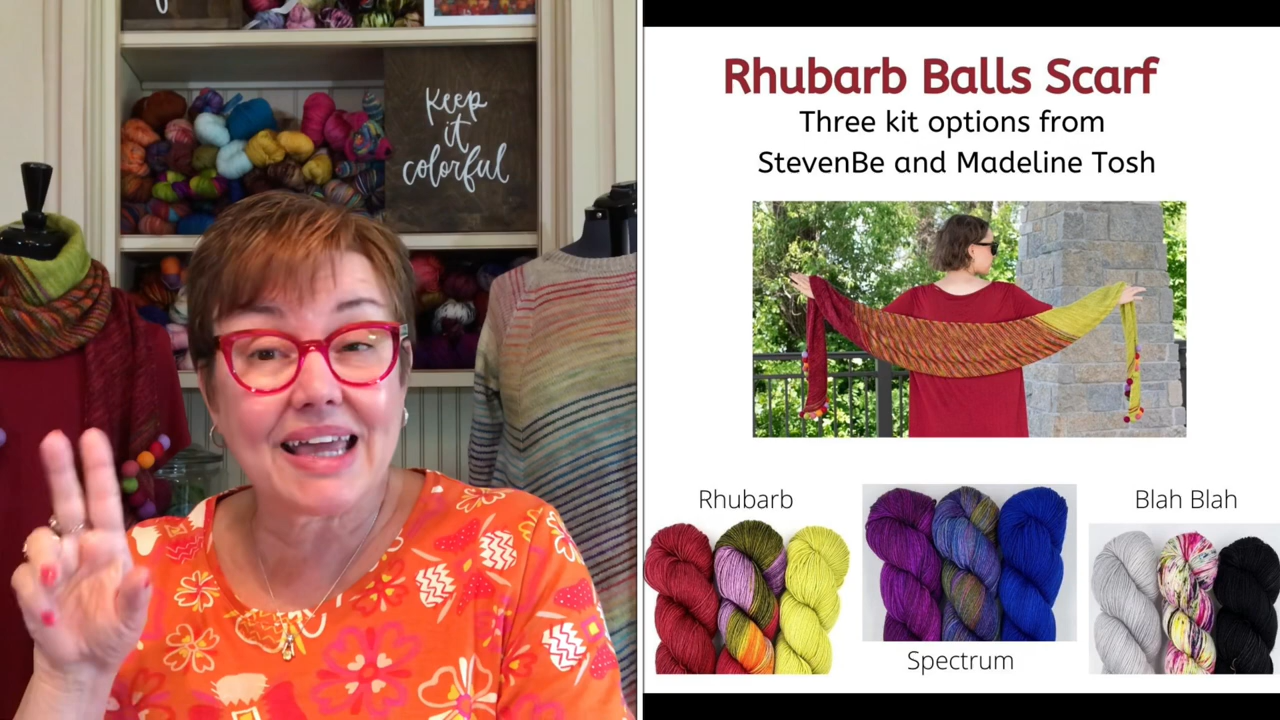 Keep
it
colorful
Rhubarb Balls Scarf
Three kit options from
StevenBe and Madeline Tosh
Rhubarb
Blah Blah
Spectrum